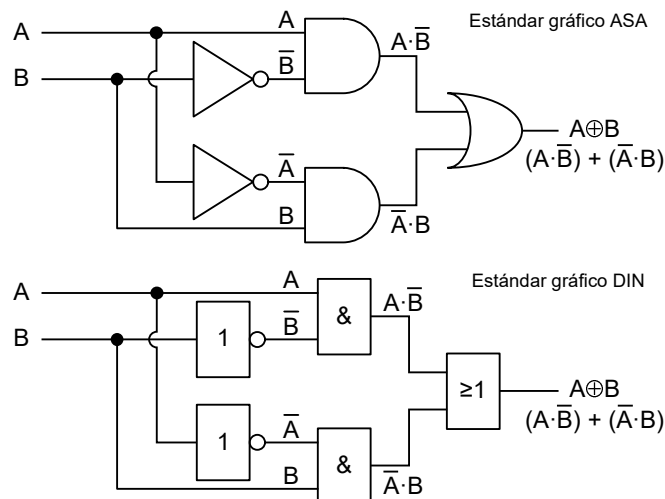 Estándar gráfico ASA
A
A
A·B̅
B
B̅
A⊕B
(A·B̅) + (A̅·B)
A̅
B
A̅·B
Estándar gráfico DIN
A
A
A·B̅
&
B
1
B̅
≥1
A⊕B
(A·B̅) + (A̅·B)
1
A̅
&
B
A̅·B